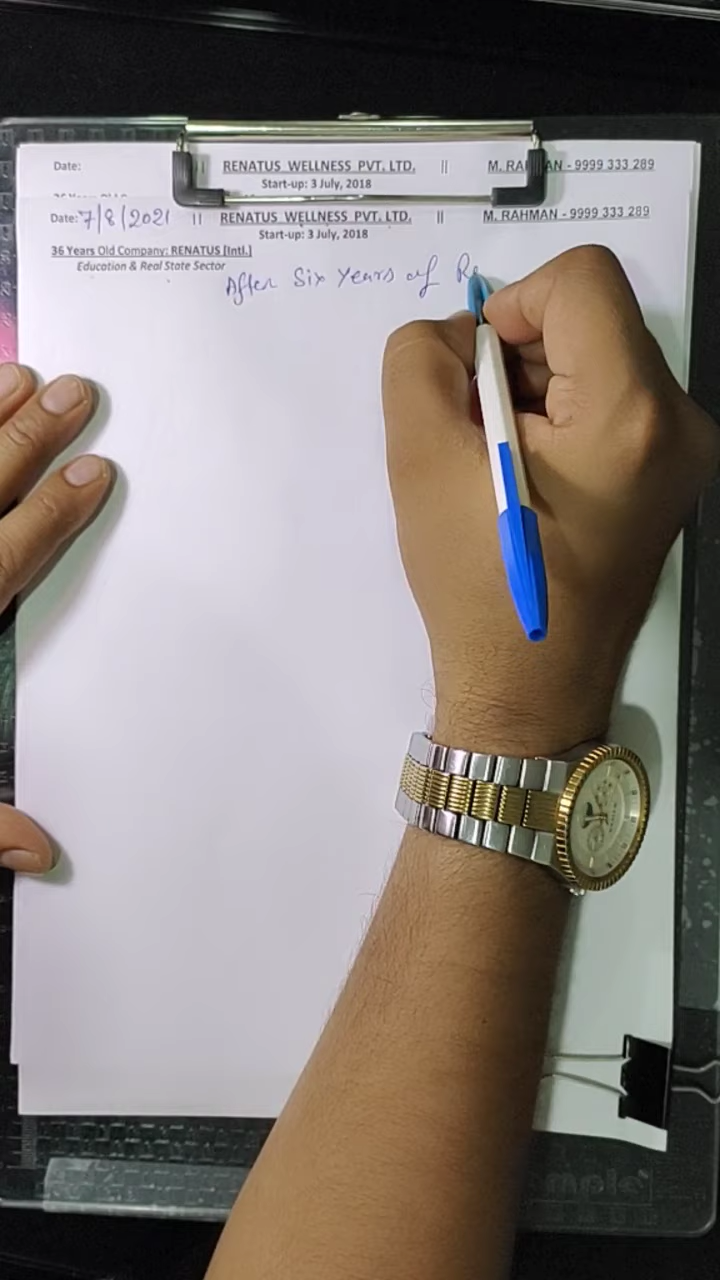 Date: || RENATUS WELLNESS PVT. LTD. || M. RAHMAN - 9999 333 289
Start-up: 3 July, 2018
Date: 7/8/2021 || RENATUS WELLNESS PVT. LTD. || M. RAHMAN - 9999 333 289
Start-up: 3 July, 2018
36 Years Old Company: RENATUS [Intl.]
Education & Real State Sector
After Six Years of Re